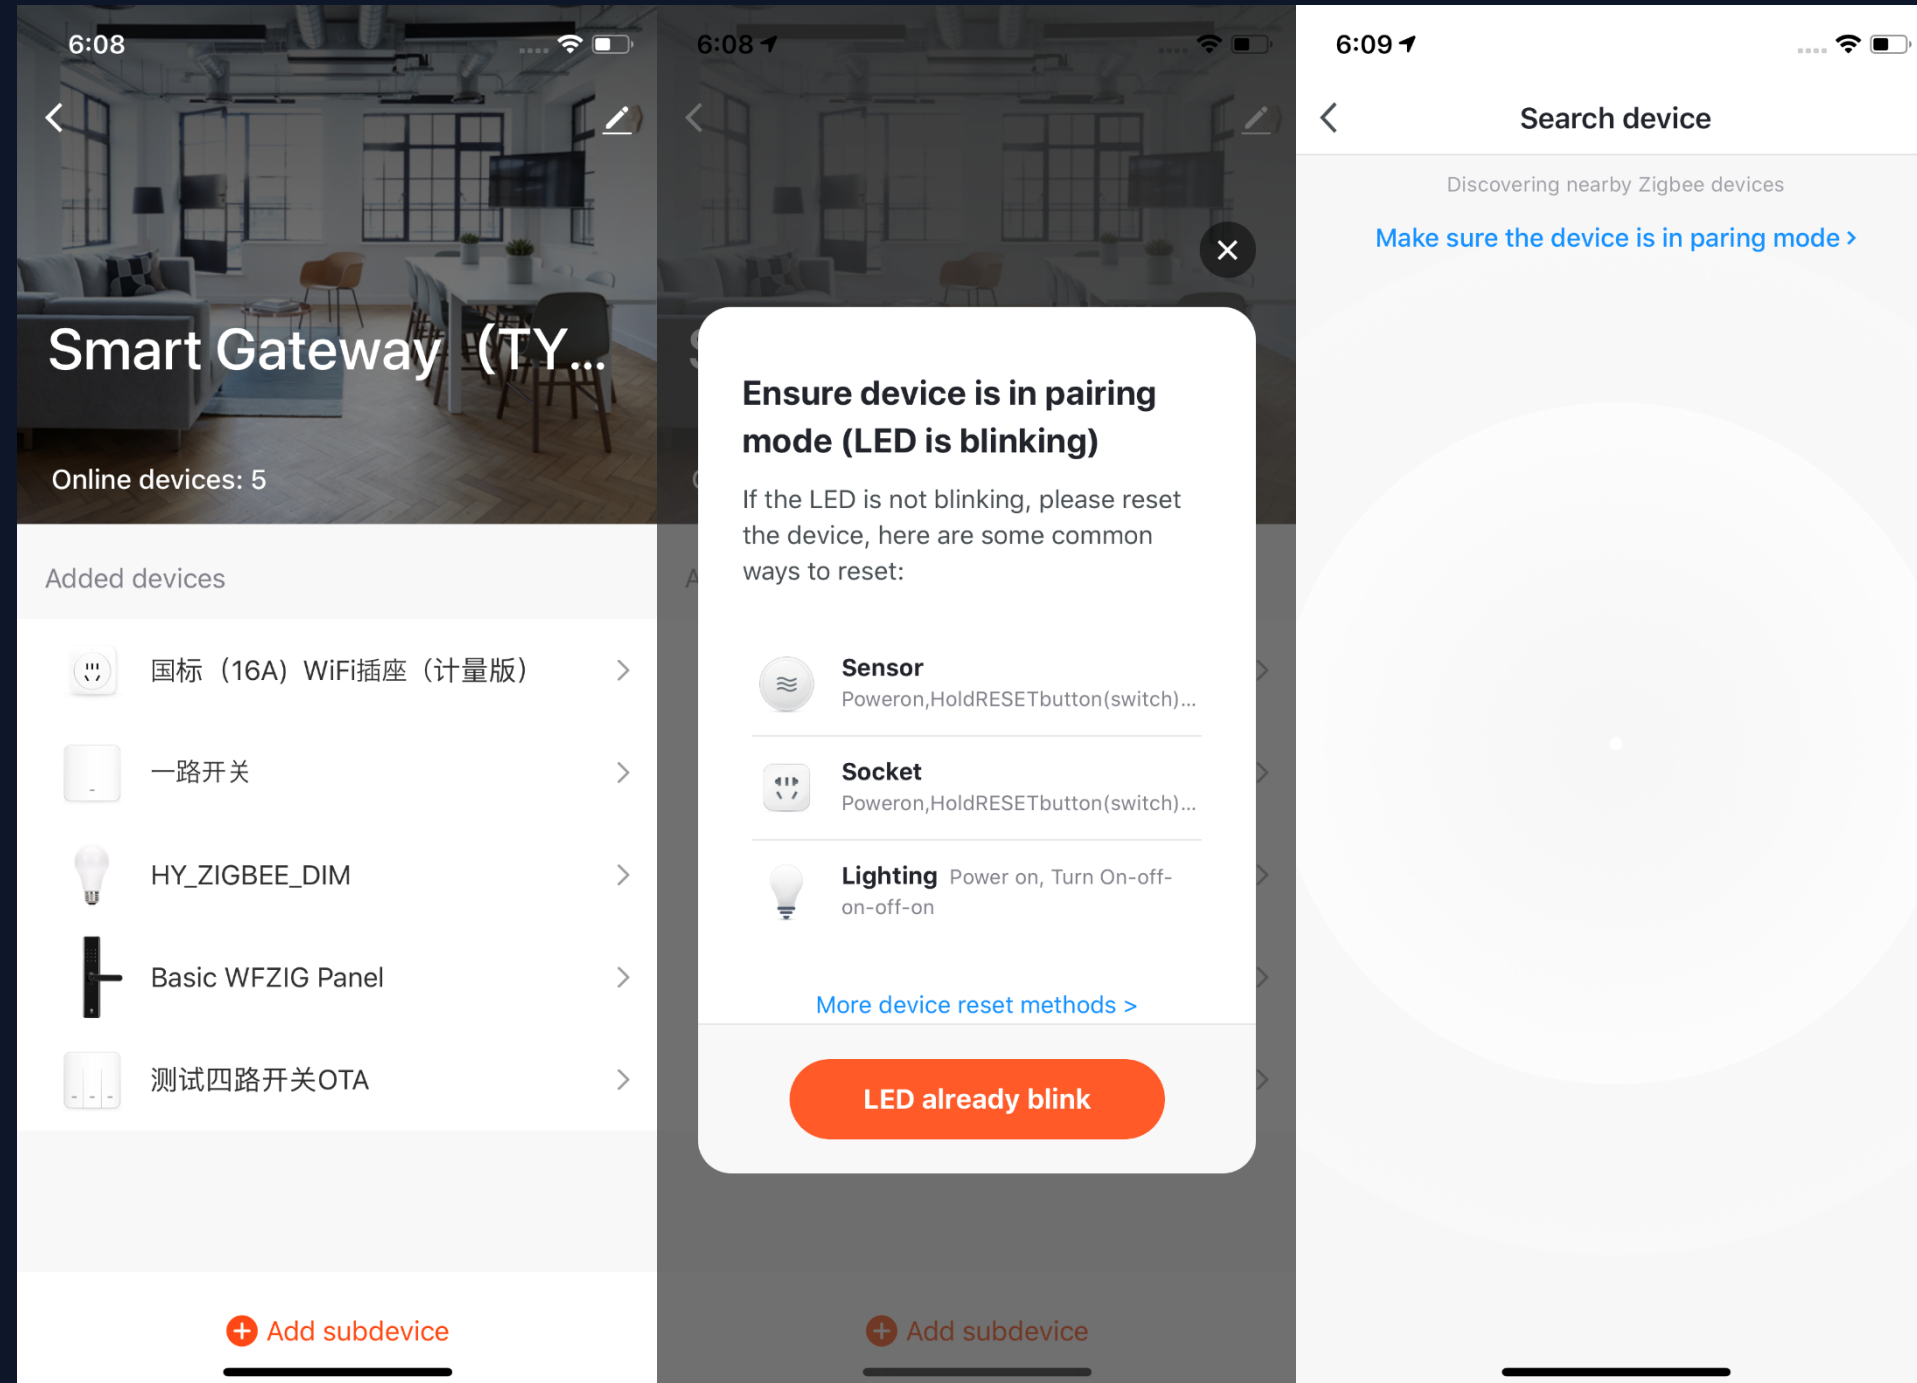 6:08
Smart Gateway（TY...
Online devices: 5
Added devices
国标（16A）WiFi插座（计量版）
一路开关
HY_ZIGBEE_DIM
Basic WFZIG Panel
测试四路开关OTA
Add subdevice
6:08
Ensure device is in pairing
mode (LED is blinking)
If the LED is not blinking, please reset
the device, here are some common
ways to reset:
Sensor
Poweron,HoldRESETbutton(switch)...
Socket
Poweron,HoldRESETbutton(switch)...
Lighting Power on, Turn On-off-
on-off-on
More device reset methods >
LED already blink
Add subdevice
6:09
Search device
Discovering nearby Zigbee devices
Make sure the device is in paring mode >